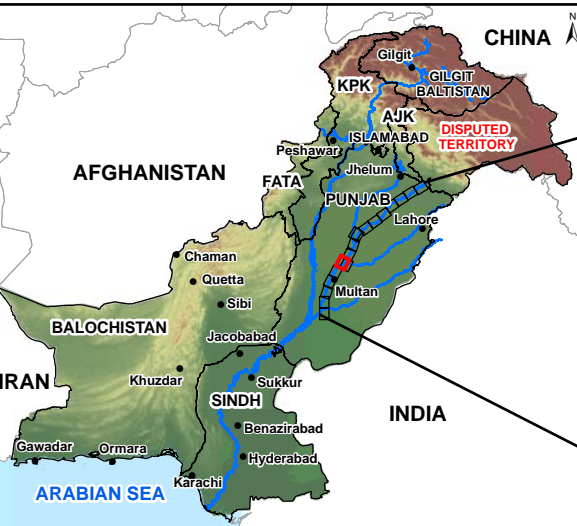 N
CHINA
Gilgit
GILGIT
BALTISTAN
KPK
AJK
ISLAMABAD
DISPUTED
TERRITORY
Peshawar
AFGHANISTAN
Jhelum
FATA
PUNJAB
Lahore
Chaman
Quetta
Multan
Sibi
BALOCHISTAN
Jacobabad
IRAN
Khuzdar
Sukkur
SINDH
INDIA
Benazirabad
Gawadar
Ormara
Hyderabad
Karachi
ARABIAN SEA